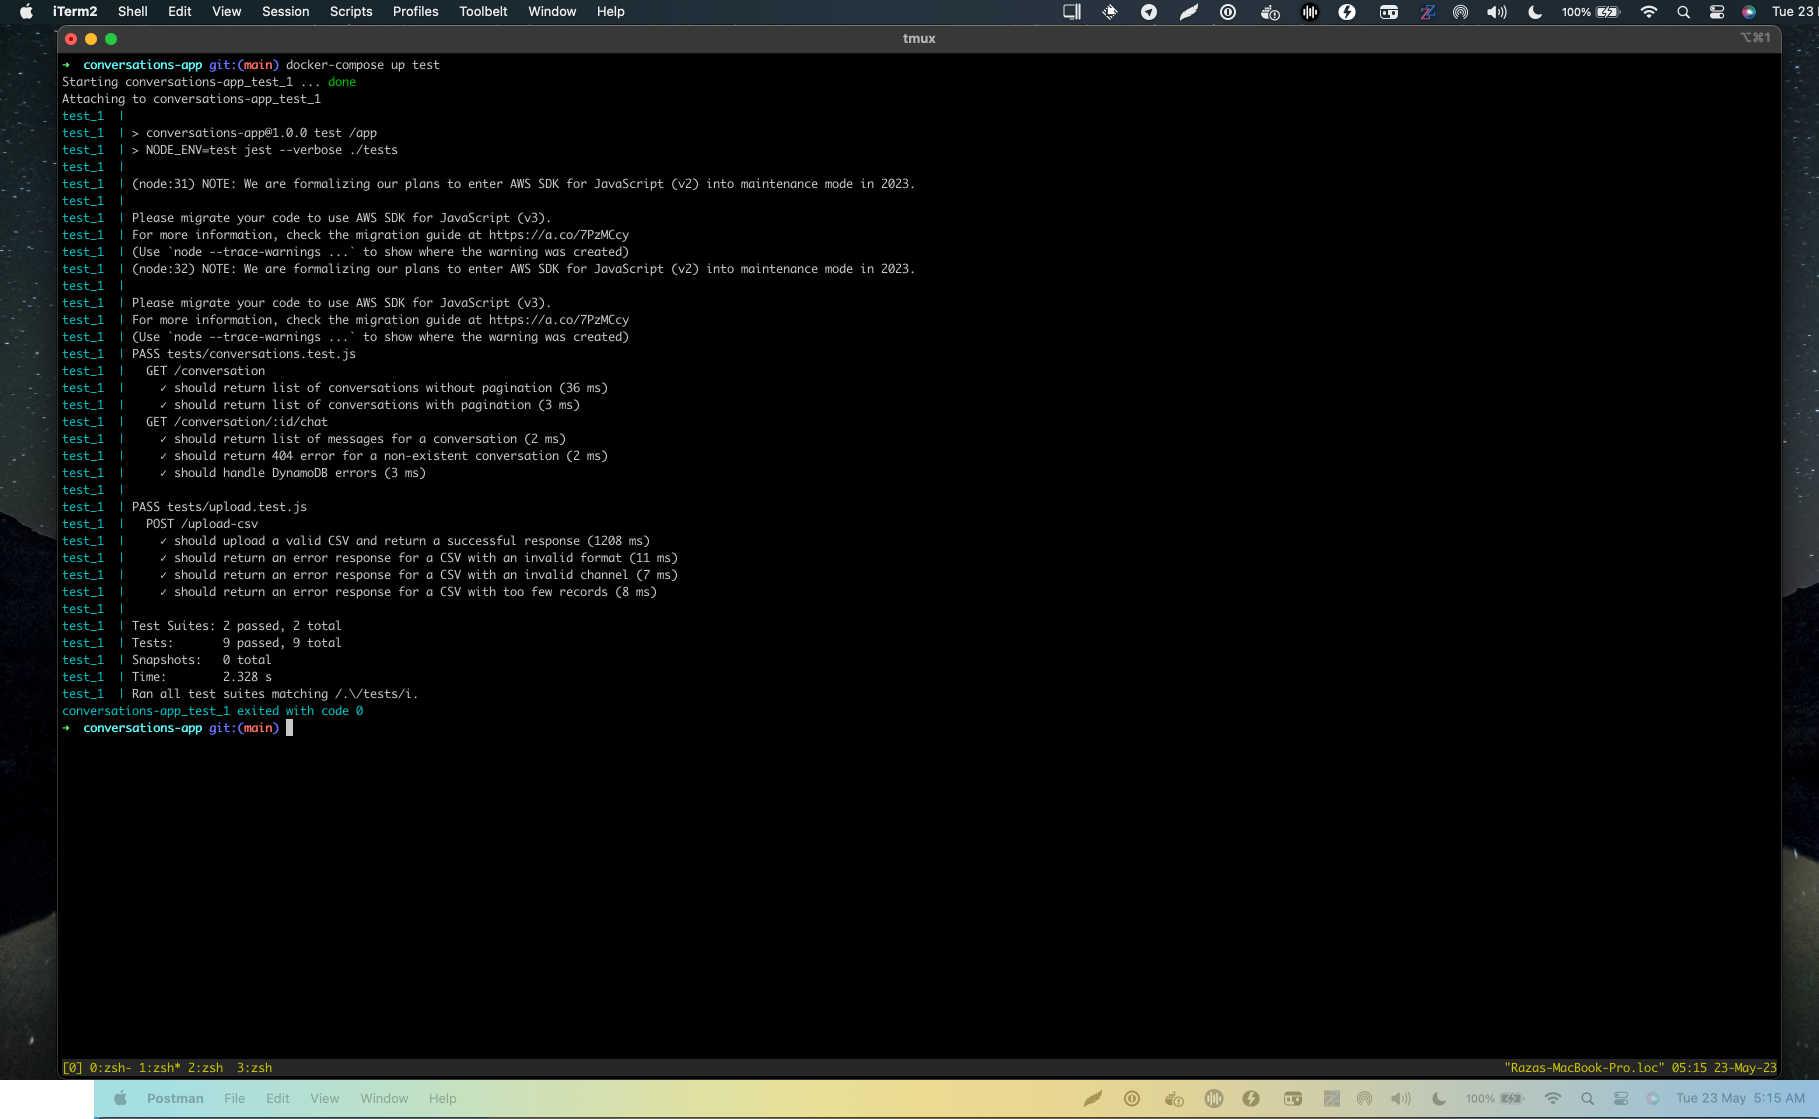 iTerm2 Shell Edit View Session Scripts Profiles Toolbelt Window Help 100% Tue 23
tmux ⌥⌘1
➜ conversations-app git:(main) docker-compose up test
Starting conversations-app_test_1 ... done
Attaching to conversations-app_test_1
test_1 |
test_1 | > conversations-app@1.0.0 test /app
test_1 | > NODE_ENV=test jest --verbose ./tests
test_1 |
test_1 | (node:31) NOTE: We are formalizing our plans to enter AWS SDK for JavaScript (v2) into maintenance mode in 2023.
test_1 |
test_1 | Please migrate your code to use AWS SDK for JavaScript (v3).
test_1 | For more information, check the migration guide at https://a.co/7PzMCcy
test_1 | (Use `node --trace-warnings ...` to show where the warning was created)
test_1 | (node:32) NOTE: We are formalizing our plans to enter AWS SDK for JavaScript (v2) into maintenance mode in 2023.
test_1 |
test_1 | Please migrate your code to use AWS SDK for JavaScript (v3).
test_1 | For more information, check the migration guide at https://a.co/7PzMCcy
test_1 | (Use `node --trace-warnings ...` to show where the warning was created)
test_1 | PASS tests/conversations.test.js
test_1 | GET /conversation
test_1 | ✓ should return list of conversations without pagination (36 ms)
test_1 | ✓ should return list of conversations with pagination (3 ms)
test_1 | GET /conversation/:id/chat
test_1 | ✓ should return list of messages for a conversation (2 ms)
test_1 | ✓ should return 404 error for a non-existent conversation (2 ms)
test_1 | ✓ should handle DynamoDB errors (3 ms)
test_1 |
test_1 | PASS tests/upload.test.js
test_1 | POST /upload-csv
test_1 | ✓ should upload a valid CSV and return a successful response (1208 ms)
test_1 | ✓ should return an error response for a CSV with an invalid format (11 ms)
test_1 | ✓ should return an error response for a CSV with an invalid channel (7 ms)
test_1 | ✓ should return an error response for a CSV with too few records (8 ms)
test_1 |
test_1 | Test Suites: 2 passed, 2 total
test_1 | Tests: 9 passed, 9 total
test_1 | Snapshots: 0 total
test_1 | Time: 2.328 s
test_1 | Ran all test suites matching /.\/tests/i.
conversations-app_test_1 exited with code 0
➜ conversations-app git:(main)
[0] 0:zsh- 1:zsh* 2:zsh 3:zsh "Razas-MacBook-Pro.loc" 05:15 23-May-23
Postman File Edit View Window Help 100% Tue 23 May 5:15 AM